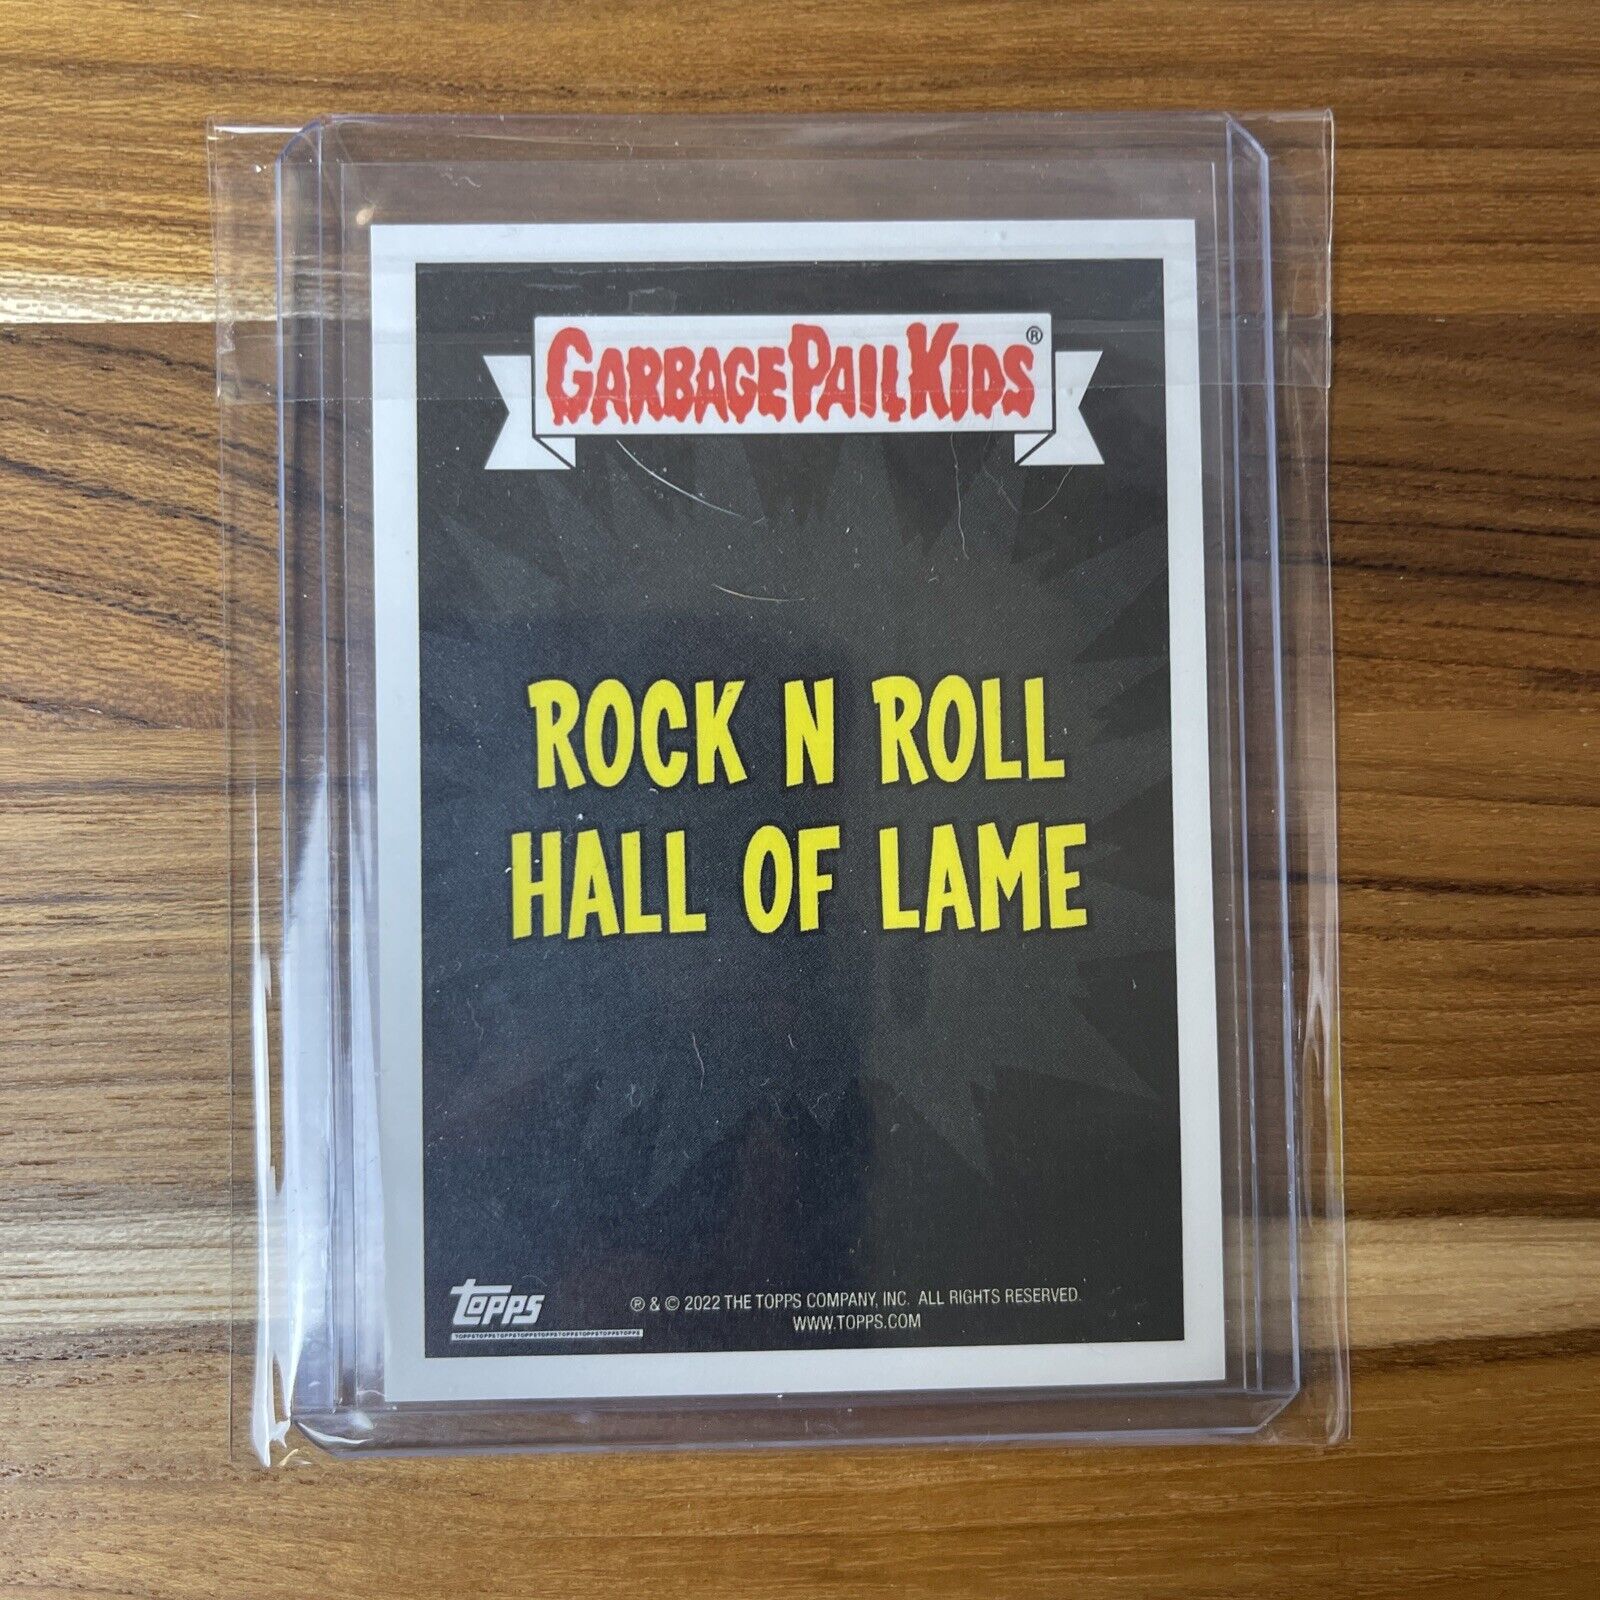 GARBAGE PAIL KIDS®
ROCK N ROLL
HALL OF LAME
topps
TOPPSTOPPSTOPPSTOPPSTOPPSTOPPSTOPPSTOPPSTOPPS
® & © 2022 THE TOPPS COMPANY, INC. ALL RIGHTS RESERVED.
WWW.TOPPS.COM